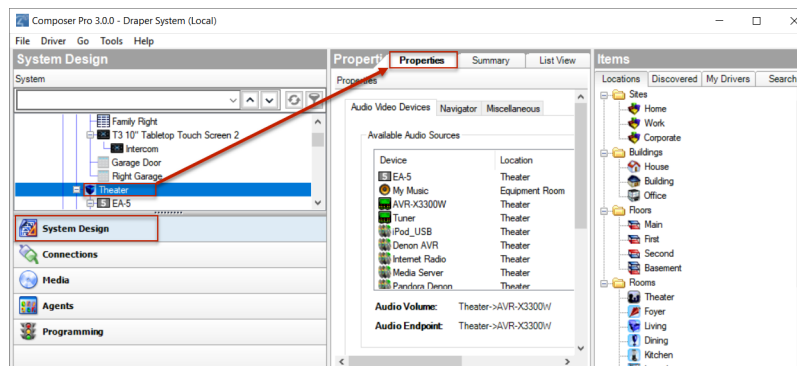 Composer Pro 3.0.0 - Draper System (Local)
File Driver Go Tools Help
System Design
System
Family Right
T3 10" Tabletop Touch Screen 2
Intercom
Garage Door
Right Garage
Theater
EA-5
System Design
Connections
Media
Agents
Programming
Properti
Properties
Summary
List View
Properties
Audio Video Devices
Navigator
Miscellaneous
Available Audio Sources
Device Location
EA-5 Theater
My Music Equipment Room
AVR-X3300W Theater
Tuner Theater
iPod_USB Theater
Denon AVR Theater
Internet Radio Theater
Media Server Theater
Pandora Denon Theater
Audio Volume: Theater->AVR-X3300W
Audio Endpoint: Theater->AVR-X3300W
Items
Locations Discovered My Drivers Search
Sites
Home
Work
Corporate
Buildings
House
Building
Office
Floors
Main
First
Second
Basement
Rooms
Theater
Foyer
Living
Dining
Kitchen